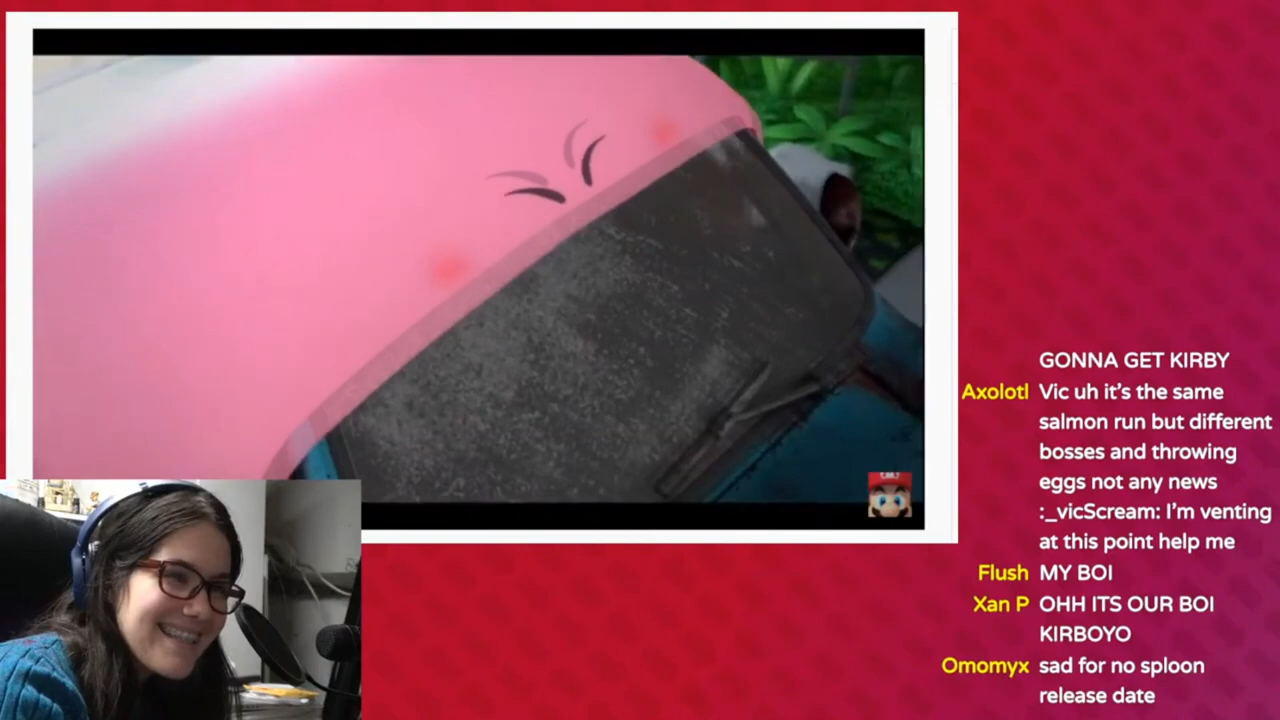 GONNA GET KIRBY
Axolotl Vic uh it's the same
salmon run but different
bosses and throwing
eggs not any news
:_vicScream: I'm venting
at this point help me
Flush MY BOI
Xan P OHH ITS OUR BOI
KIRBOYO
Omomyx sad for no sploon
release date